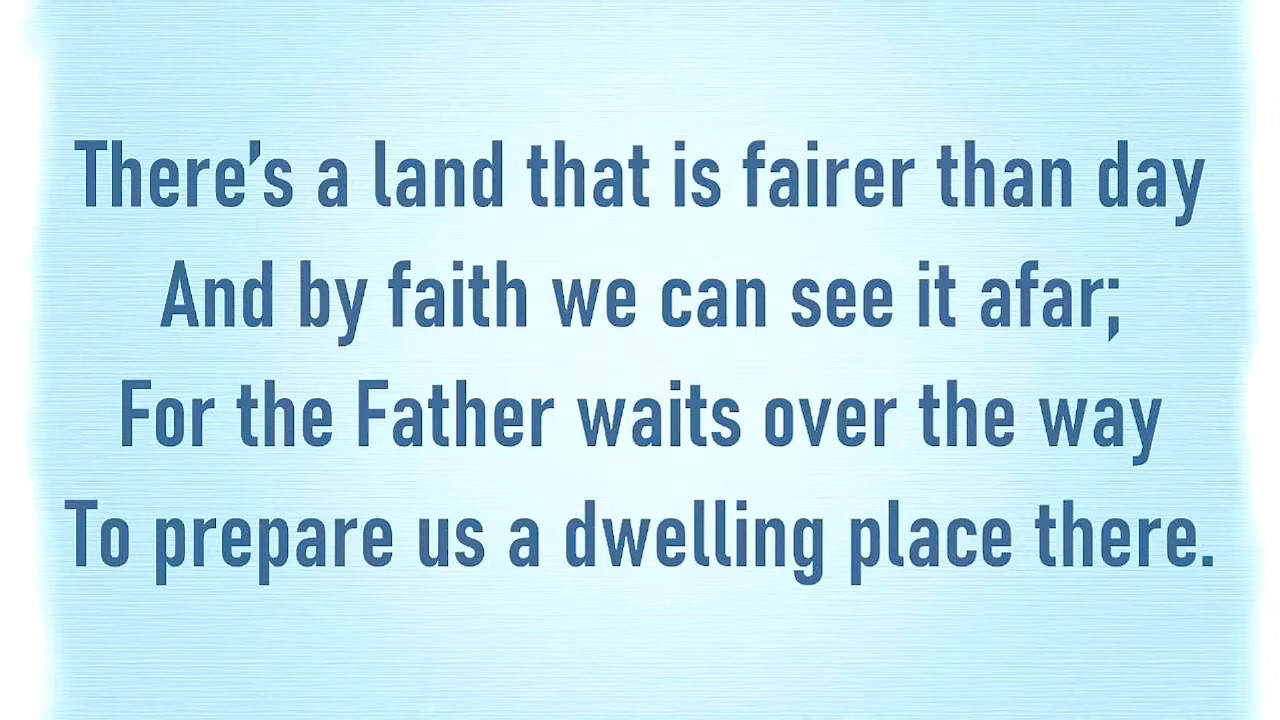 There’s a land that is fairer than day
And by faith we can see it afar;
For the Father waits over the way
To prepare us a dwelling place there.